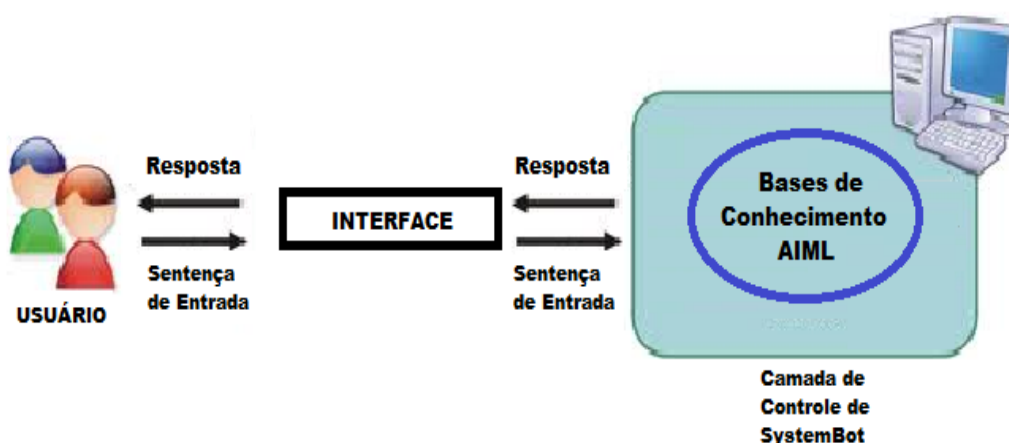 Resposta
Sentença
de Entrada
USUÁRIO
INTERFACE
Resposta
Sentença
de Entrada
Bases de
Conhecimento
AIML
Camada de
Controle de
SystemBot